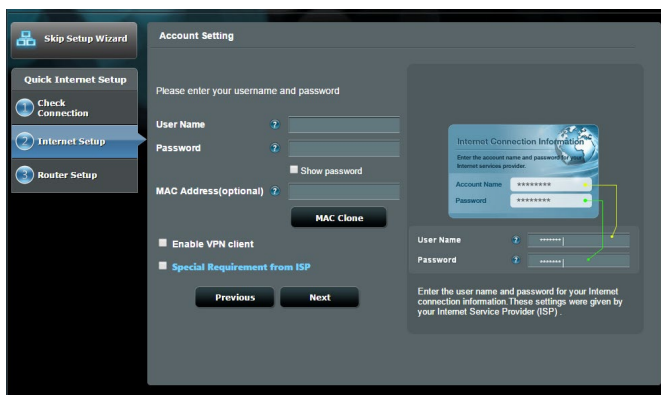 Skip Setup Wizard
Quick Internet Setup
1 Check
Connection
2 Internet Setup
3 Router Setup
Account Setting
Please enter your username and password
User Name ?
Password ?
Show password
MAC Address(optional) ?
MAC Clone
Enable VPN client
Special Requirement from ISP
Previous Next
Internet Connection Information
Enter the account name and password for your
Internet services provider.
Account Name ********
Password ********
User Name ? •••••••
Password ? •••••••
Enter the user name and password for your Internet
connection information.These settings were given by
your Internet Service Provider (ISP) .